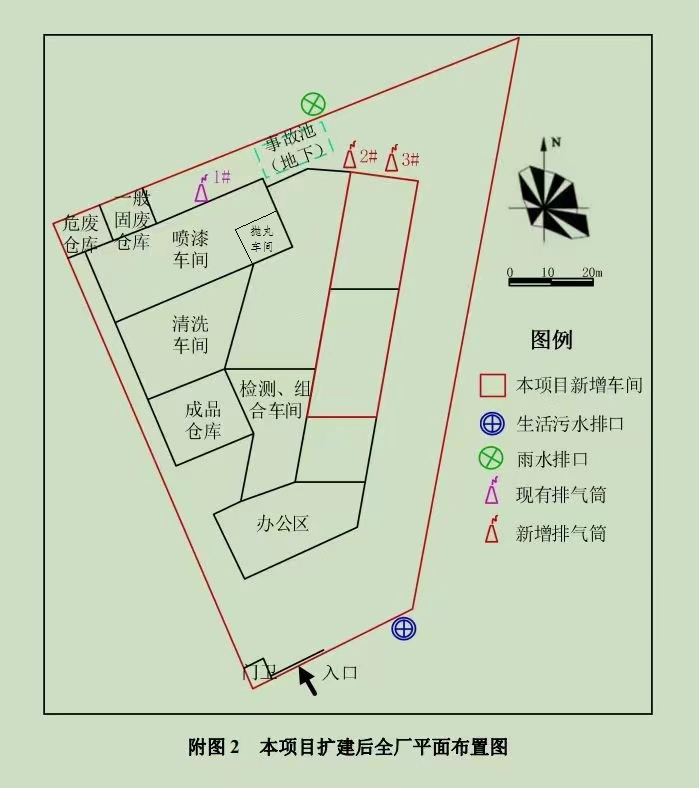 事故池
（地下）
2#
3#
N
1#
一般
固废
仓库
危废
仓库
喷漆
车间
抛丸
车间
0 10 20m
清洗
车间
图例
检测、组
合车间
本项目新增车间
成品
仓库
生活污水排口
雨水排口
现有排气筒
办公区
新增排气筒
门卫
入口
附图 2 本项目扩建后全厂平面布置图